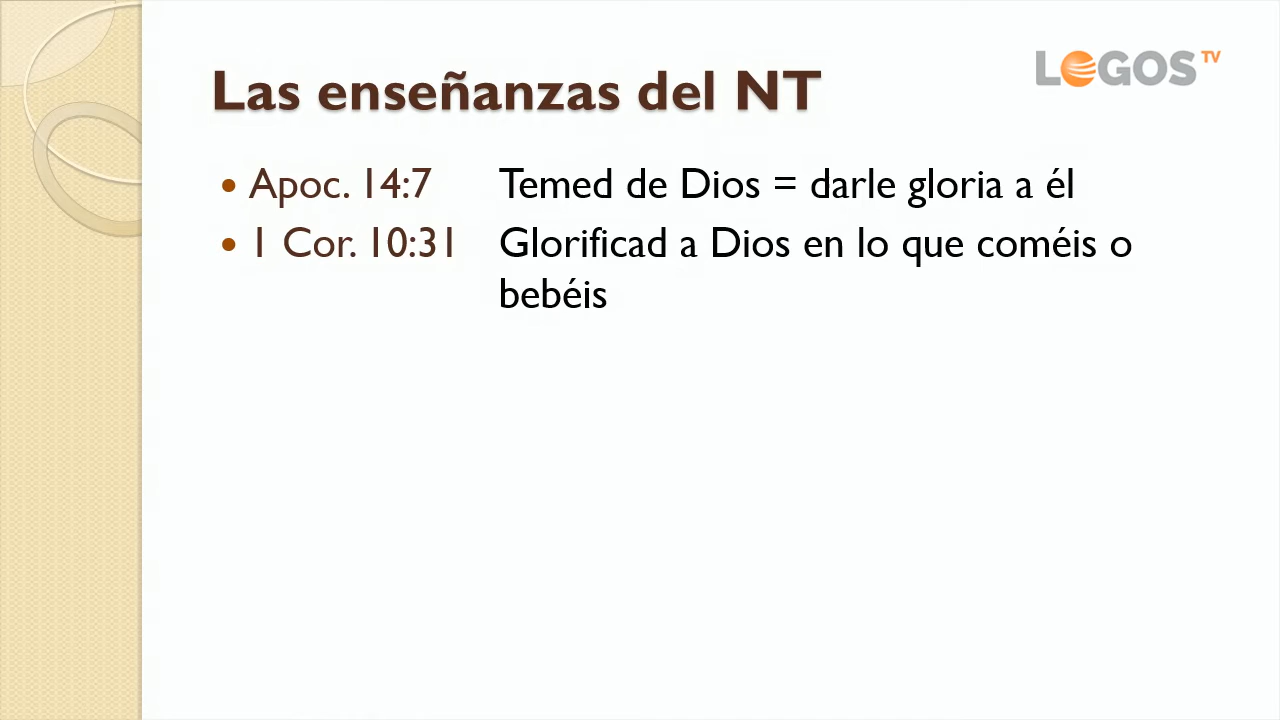 Las enseñanzas del NT
LOGOS TV
• Apoc. 14:7 Temed de Dios = darle gloria a él
• 1 Cor. 10:31 Glorificad a Dios en lo que coméis o
bebéis